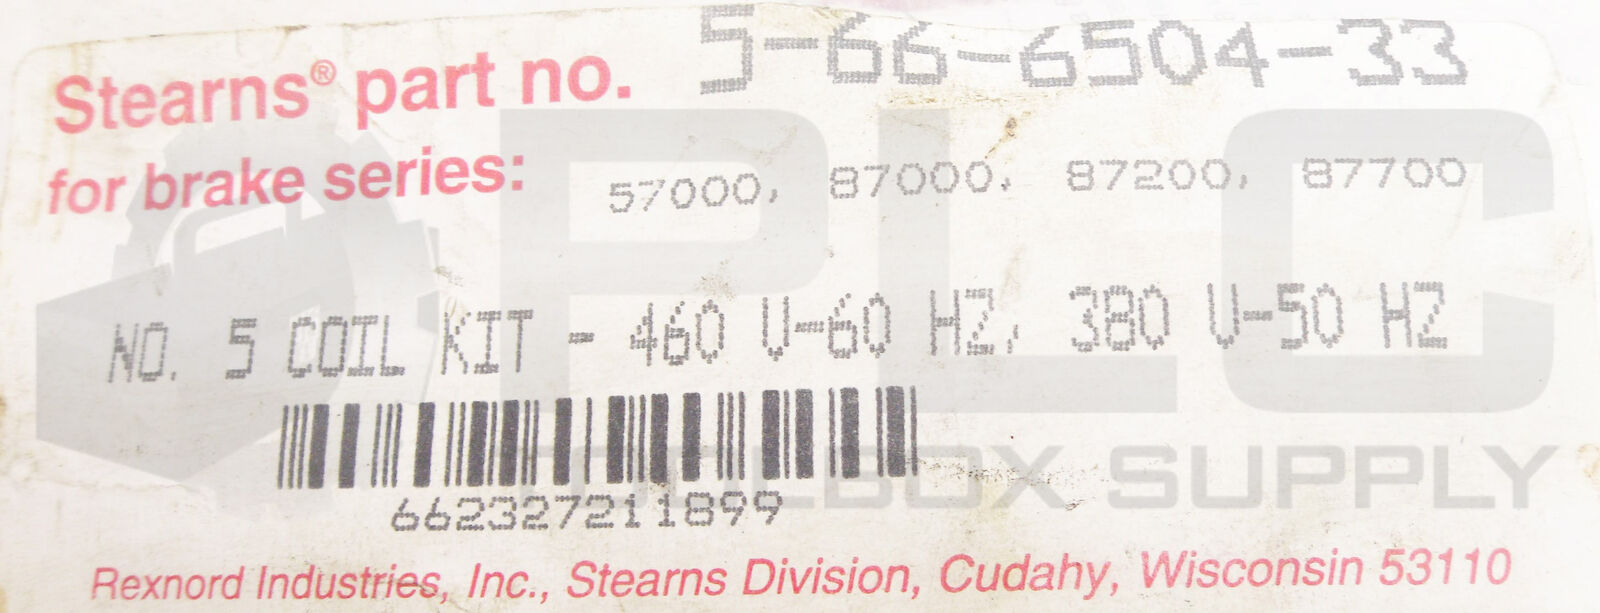 Stearns® part no. 5-66-6504-33
for brake series: 57000, 87000, 87200, 87700
NO. 5 COIL KIT - 460 V-60 HZ, 380 V-50 HZ
662327211899
Rexnord Industries, Inc., Stearns Division, Cudahy, Wisconsin 53110
PLC
TOOLBOX SUPPLY